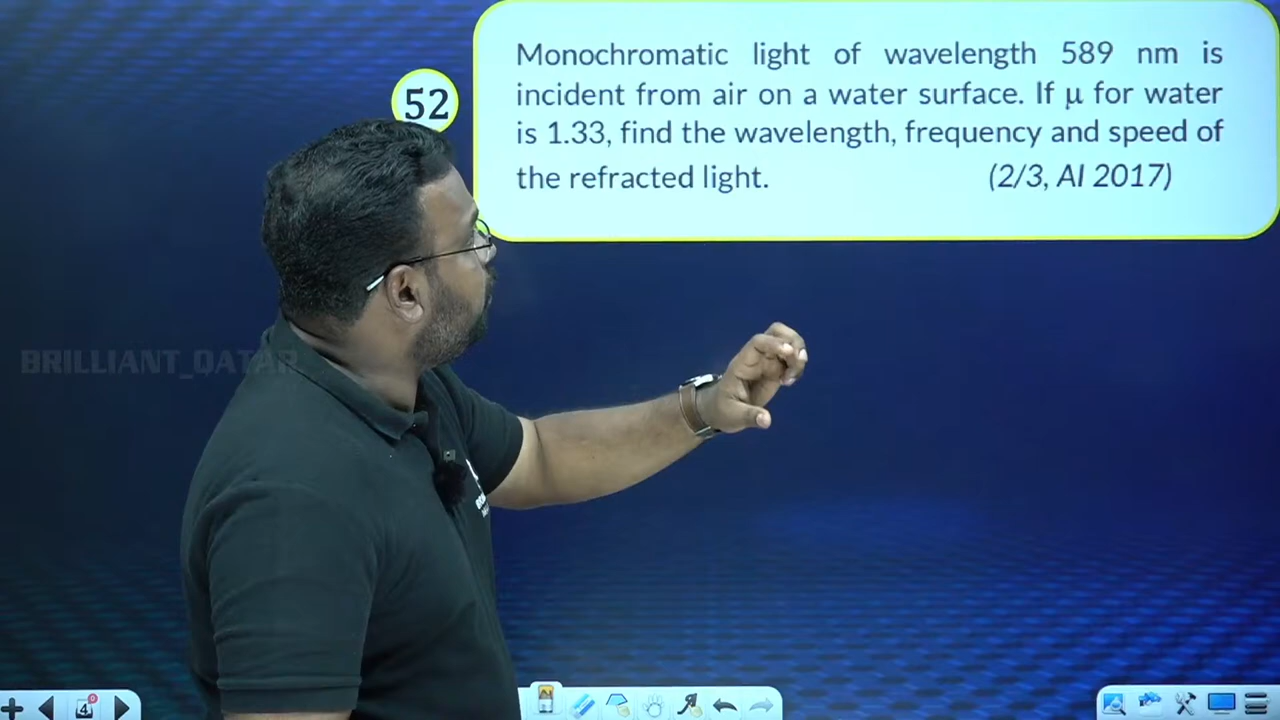 52
Monochromatic light of wavelength 589 nm is
incident from air on a water surface. If μ for water
is 1.33, find the wavelength, frequency and speed of
the refracted light. (2/3, AI 2017)
BRILLIANT_QATAR
4